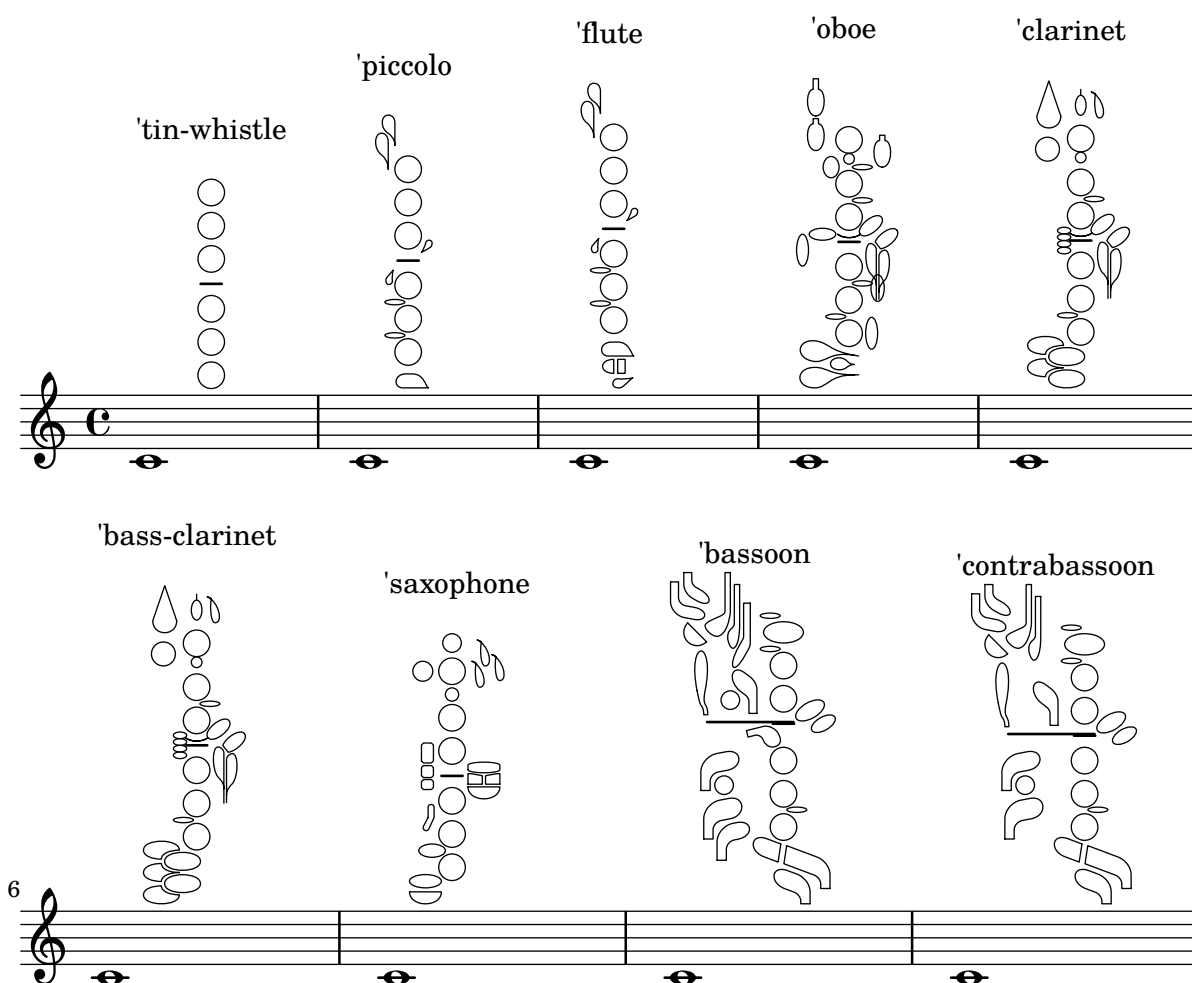 'tin-whistle
'piccolo
'flute
'oboe
'clarinet
'bass-clarinet
'saxophone
'bassoon
'contrabassoon
6